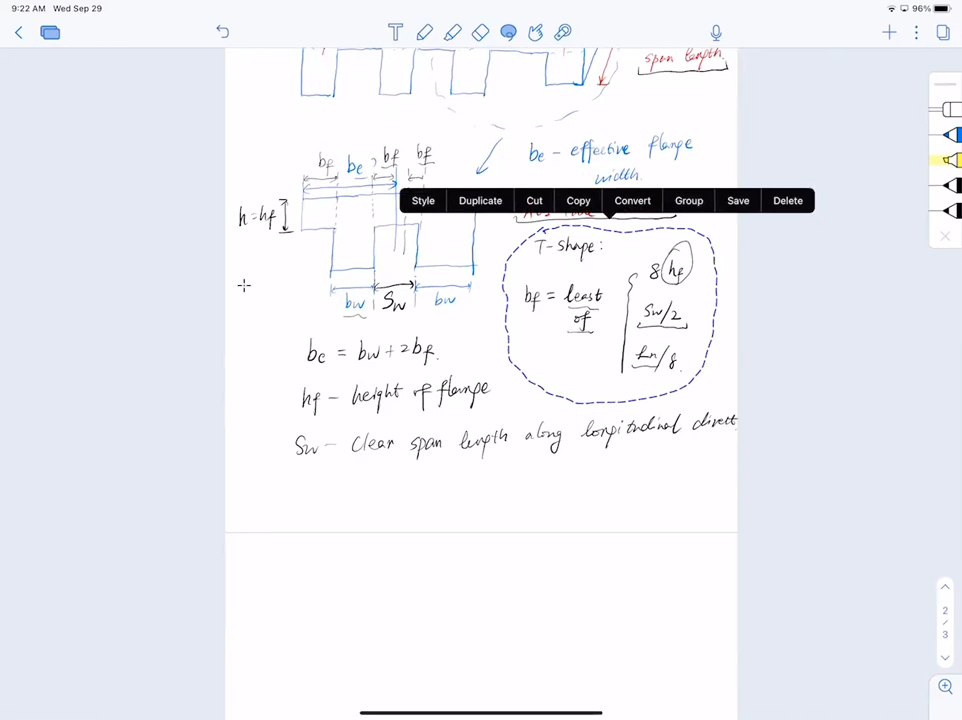 9:22 AM Wed Sep 29
96%
span length
bf be bf bf
be - effective flange
width.
Style Duplicate Cut Copy Convert Group Save Delete
h = hf
T-shape:
bf = least
of
8 hf
Sw/2
ln/8.
bw Sw bw
be = bw + 2bf.
hf - height of flange
Sw - Clear span length along longitudinal direct
2
/
3